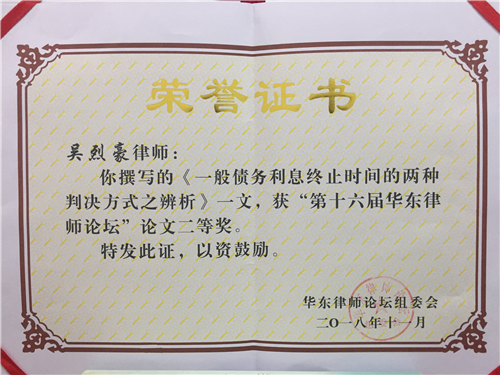 荣誉证书
吴烈豪律师：
你撰写的《一般债务利息终止时间的两种
判决方式之辨析》一文，获“第十六届华东律
师论坛”论文二等奖。
特发此证，以资鼓励。
华东律师论坛组委会
二〇一八年十一月